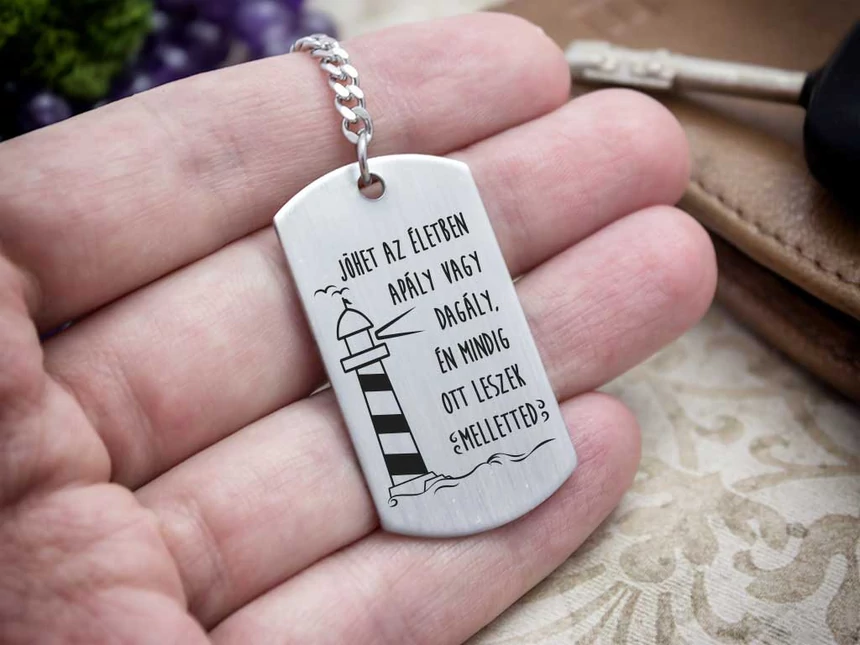 JÖHET AZ ÉLETBEN
APÁLY VAGY
DAGÁLY,
ÉN MINDIG
OTT LESZEK
MELLETTED